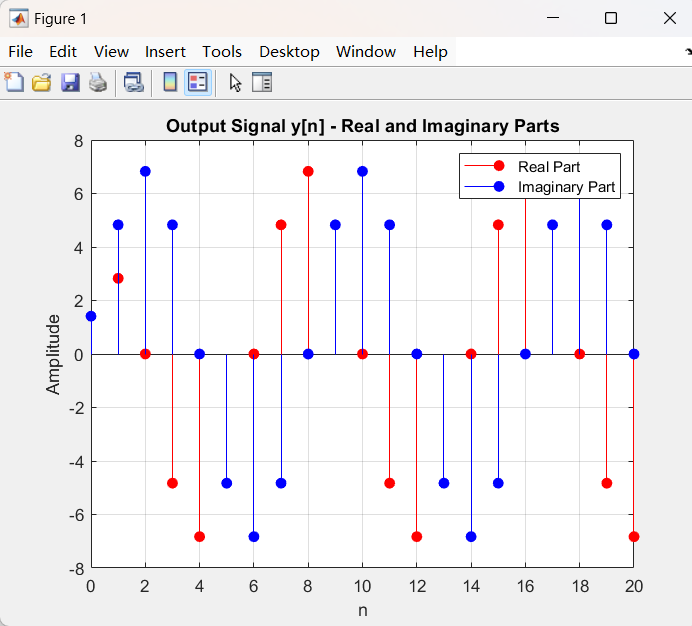 Figure 1
File Edit View Insert Tools Desktop Window Help
Output Signal y[n] - Real and Imaginary Parts
Real Part
Imaginary Part
Amplitude
8
6
4
2
0
-2
-4
-6
-8
0 2 4 6 8 10 12 14 16 18 20
n